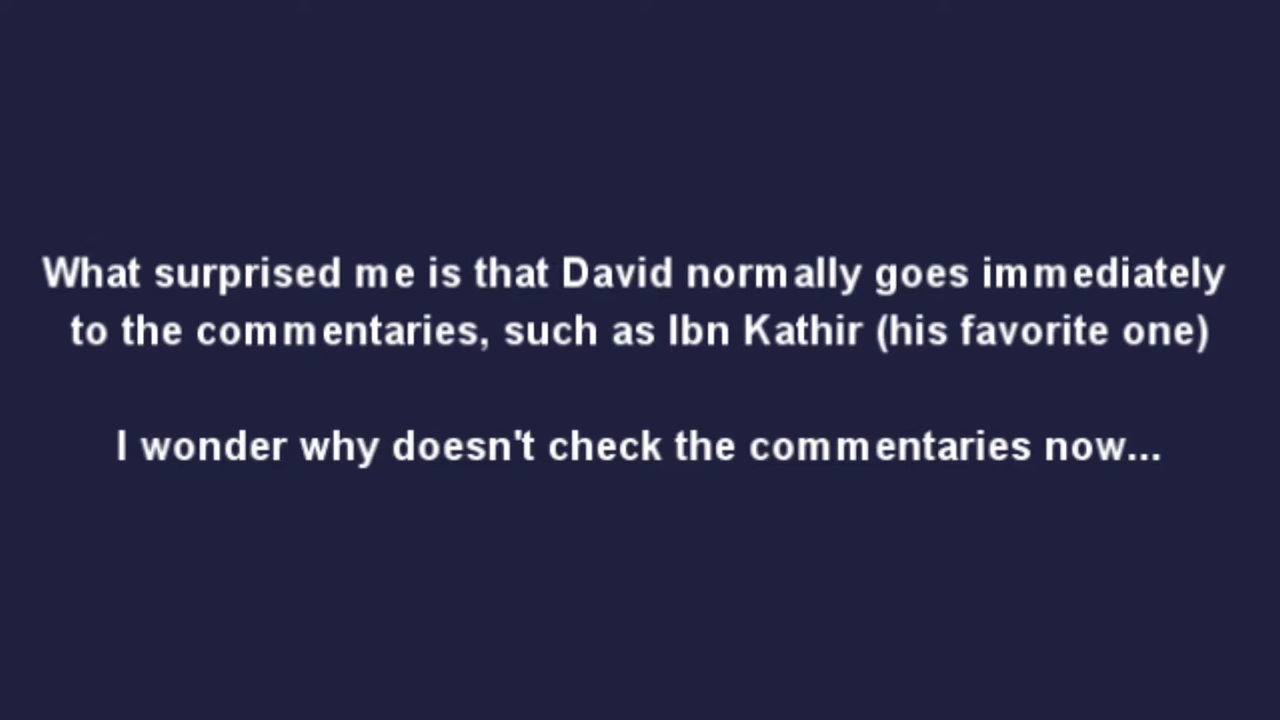 What surprised me is that David normally goes immediately
to the commentaries, such as Ibn Kathir (his favorite one)
I wonder why doesn't check the commentaries now...